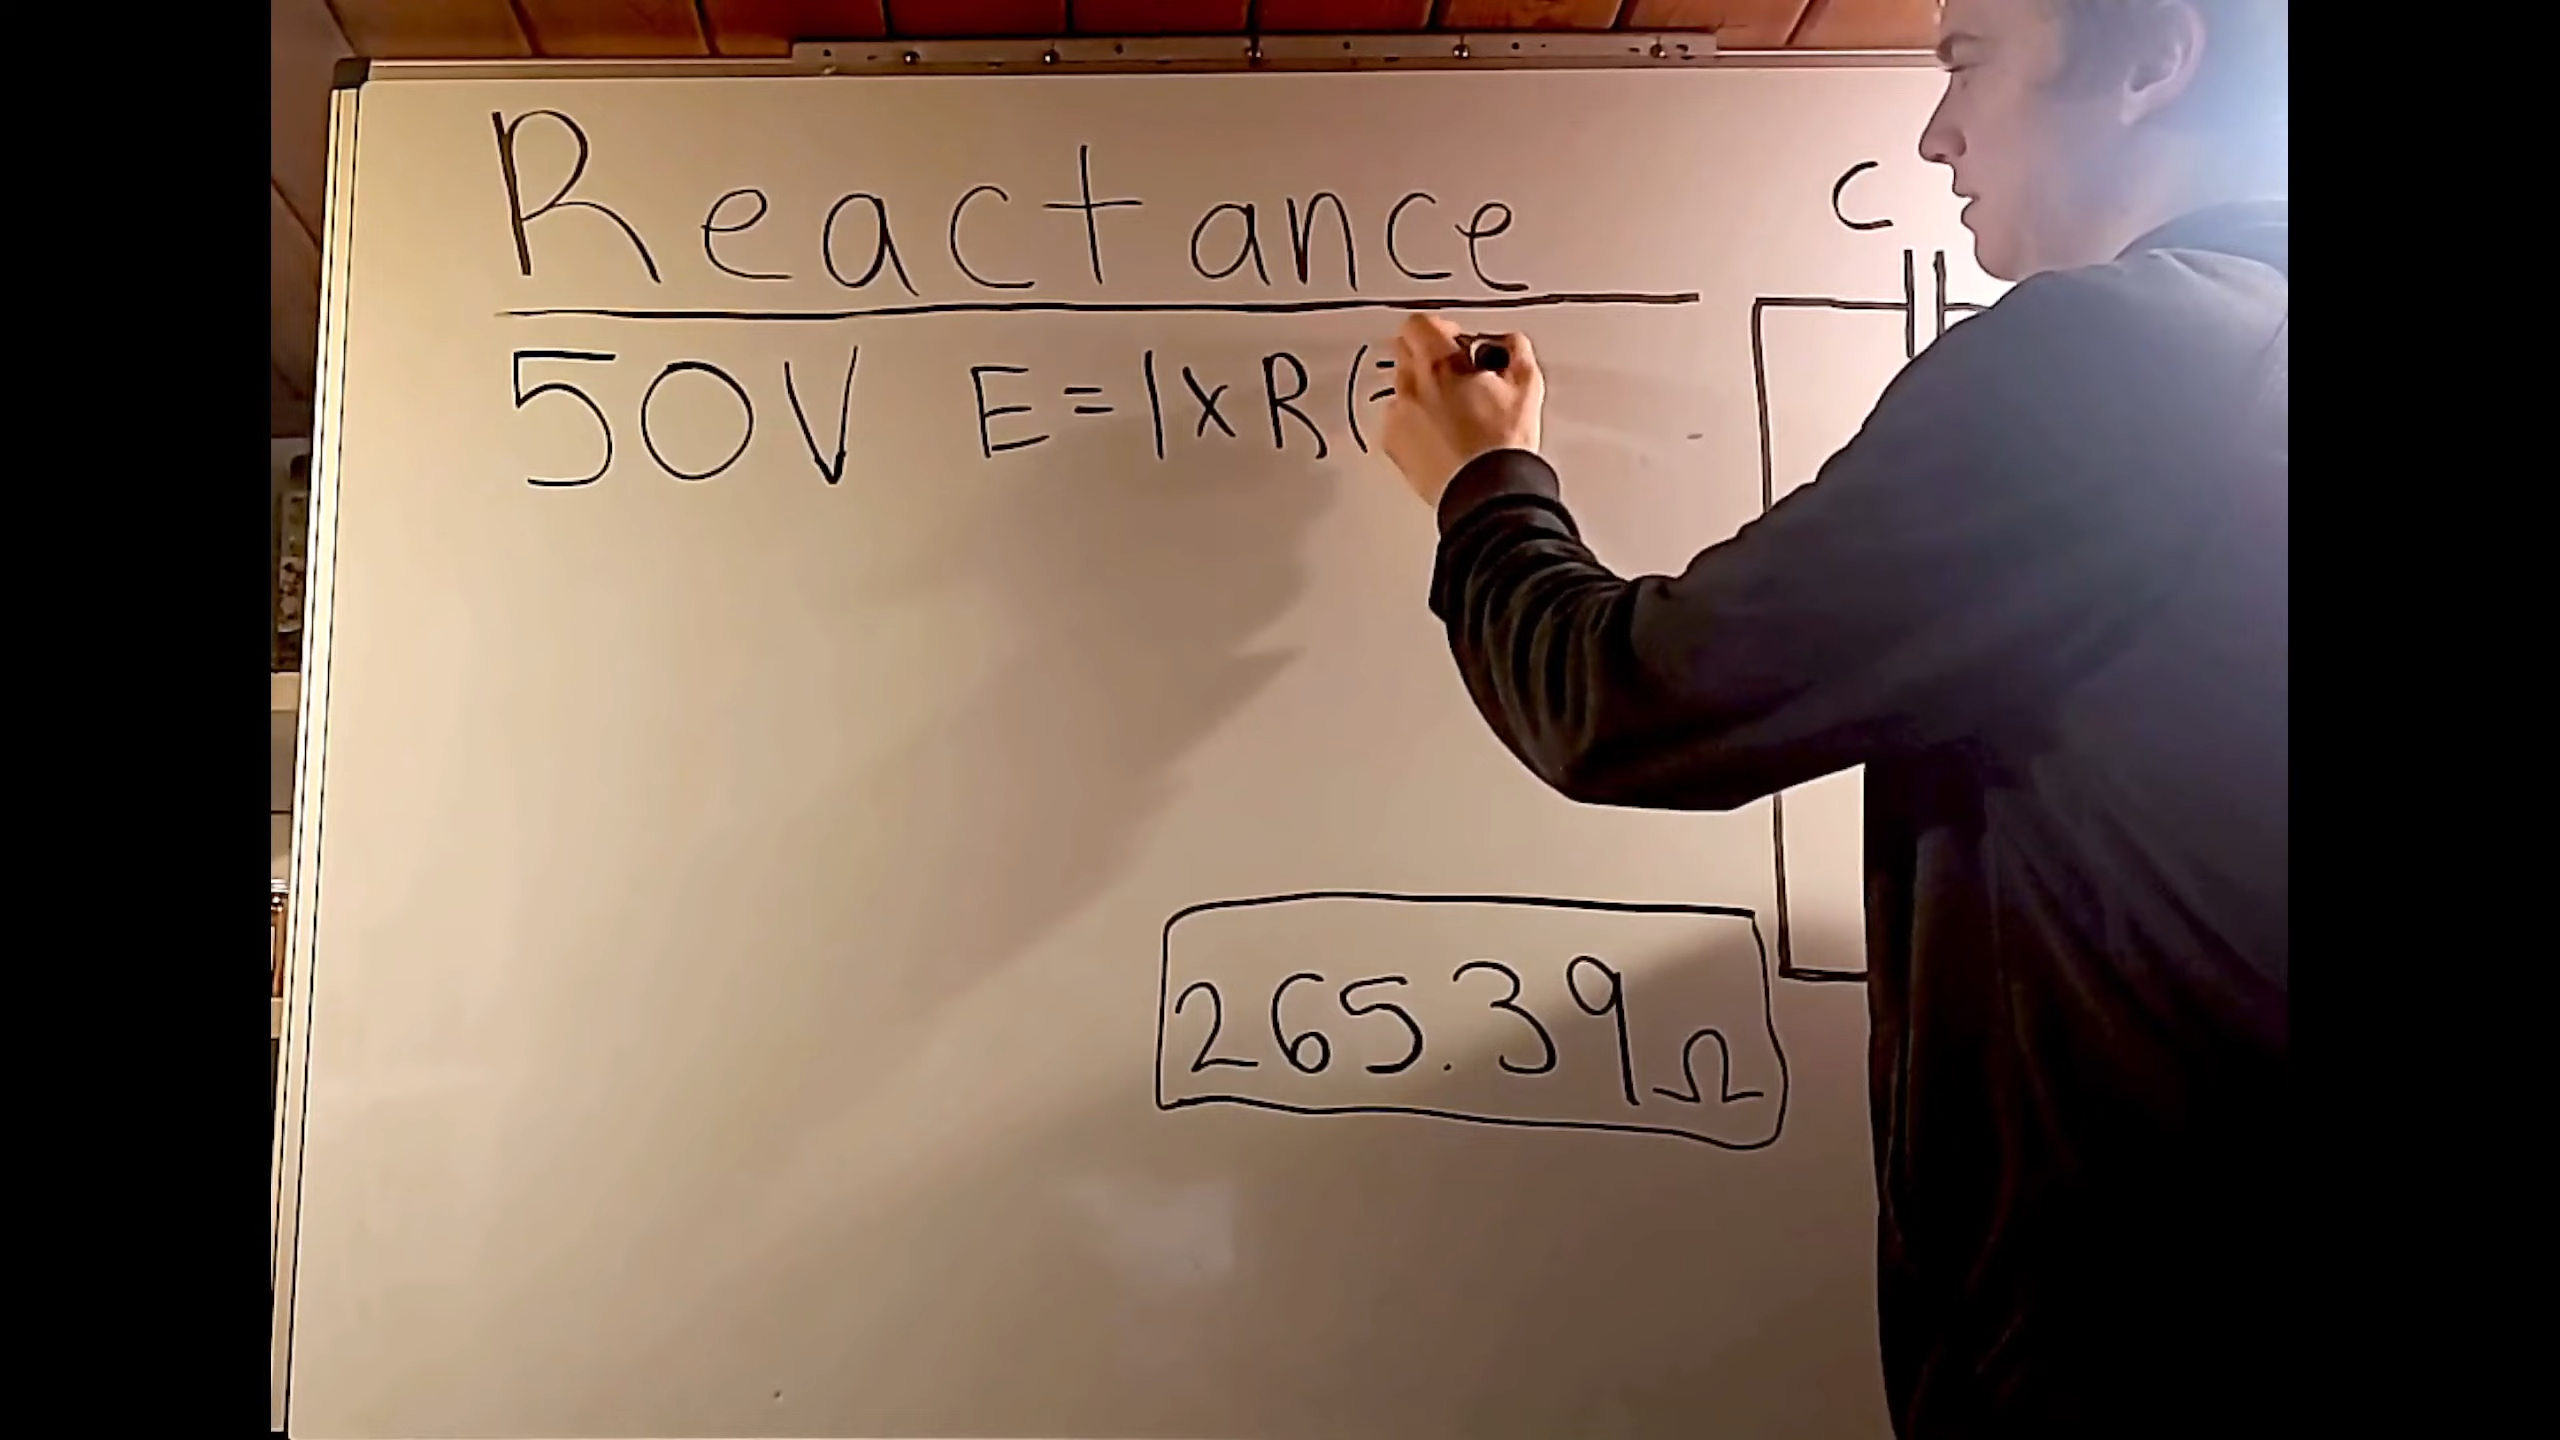 Reactance
C
50V E = I x R (=
265.39Ω